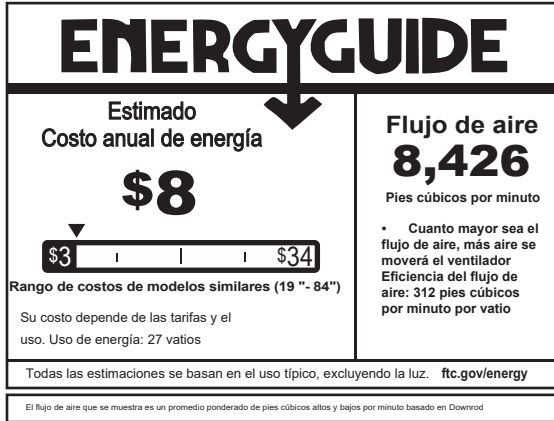 ENERGYGUIDE
Estimado
Costo anual de energía
$8
$3
$34
Rango de costos de modelos similares (19 "- 84")
Su costo depende de las tarifas y el
uso. Uso de energía: 27 vatios
Flujo de aire
8,426
Pies cúbicos por minuto
• Cuanto mayor sea el
flujo de aire, más aire se
moverá el ventilador
Eficiencia del flujo de
aire: 312 pies cúbicos
por minuto por vatio
Todas las estimaciones se basan en el uso típico, excluyendo la luz. ftc.gov/energy
El flujo de aire que se muestra es un promedio ponderado de pies cúbicos altos y bajos por minuto basado en Downrod